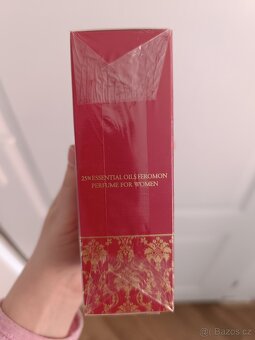 25% ESSENTIAL OILS FEROMON
PERFUME FOR WOMEN
Bazos.cz